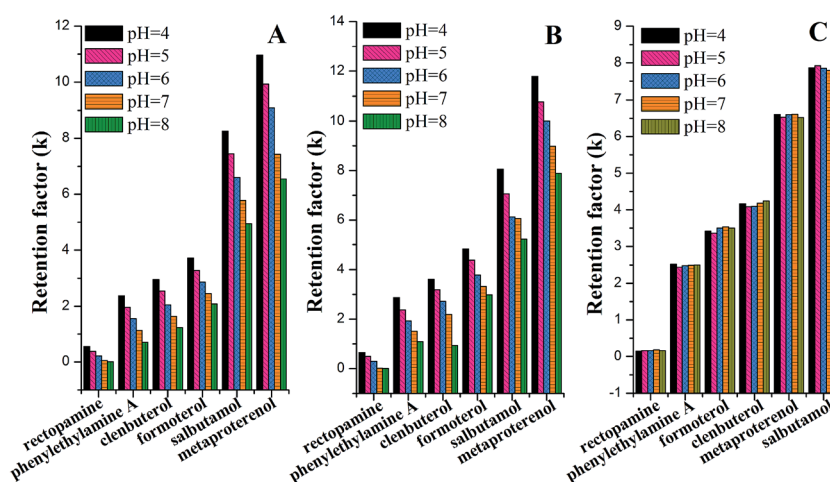 A
pH=4
pH=5
pH=6
pH=7
pH=8
Retention factor (k)
12
10
8
6
4
2
0
rectopamine
phenylethylamine A
clenbuterol
formoterol
salbutamol
metaproterenol
B
pH=4
pH=5
pH=6
pH=7
pH=8
Retention factor (k)
14
12
10
8
6
4
2
0
rectopamine
phenylethylamine A
clenbuterol
formoterol
salbutamol
metaproterenol
C
pH=4
pH=5
pH=6
pH=7
pH=8
Retention factor (k)
9
8
7
6
5
4
3
2
1
0
-1
rectopamine
phenylethylamine A
formoterol
clenbuterol
metaproterenol
salbutamol